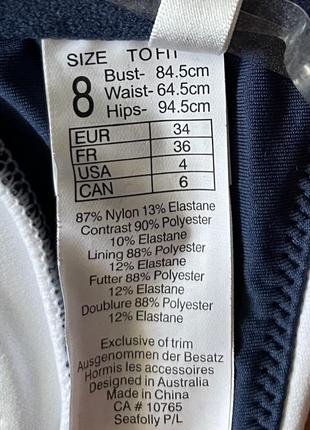 SIZE TO FIT
8 Bust- 84.5cm
Waist- 64.5cm
Hips- 94.5cm
EUR 34
FR 36
USA 4
CAN 6
87% Nylon 13% Elastane
Contrast 90% Polyester
10% Elastane
Lining 88% Polyester
12% Elastane
Futter 88% Polyester
12% Elastane
Doublure 88% Polyester
12% Elastane
Exclusive of trim
Ausgenommen der Besatz
Hormis les accessoires
Designed in Australia
Made in China
CA # 10765
Seafolly P/L